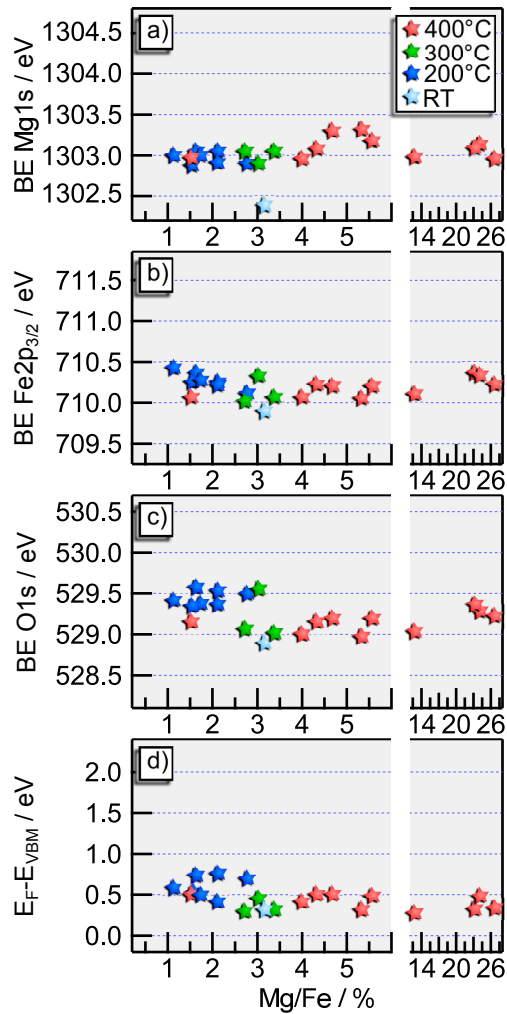 a)
400°C
300°C
200°C
RT
BE Mg1s / eV
1304.5
1304.0
1303.5
1303.0
1302.5
1 2 3 4 5 14 20 26
b)
BE Fe2p3/2 / eV
711.5
711.0
710.5
710.0
709.5
1 2 3 4 5 14 20 26
c)
BE O1s / eV
530.5
530.0
529.5
529.0
528.5
1 2 3 4 5 14 20 26
d)
EF-EVBM / eV
2.0
1.5
1.0
0.5
0.0
1 2 3 4 5 14 20 26
Mg/Fe / %